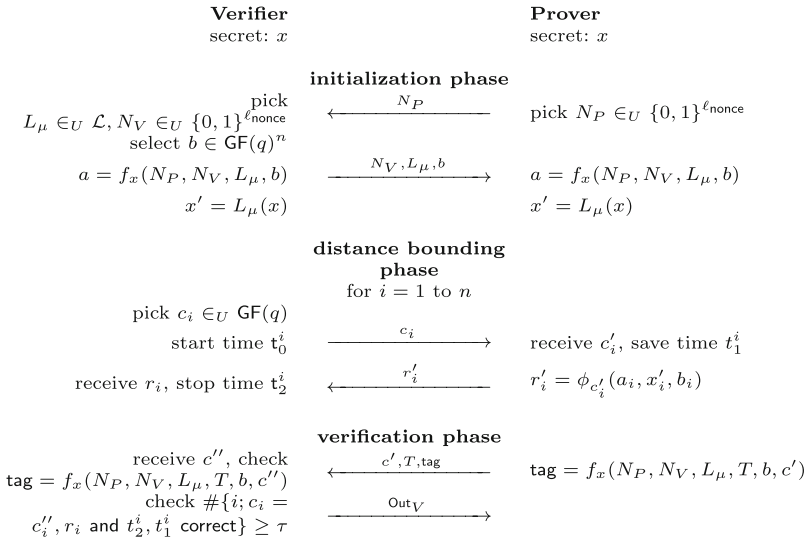 Verifier Prover
secret: x secret: x
initialization phase
pick
L_μ ∈_U 𝓛, N_V ∈_U {0, 1}^{ℓ_nonce} N_P pick N_P ∈_U {0, 1}^{ℓ_nonce}
select b ∈ GF(q)^n
a = f_x(N_P, N_V, L_μ, b) N_V, L_μ, b a = f_x(N_P, N_V, L_μ, b)
x′ = L_μ(x) x′ = L_μ(x)
distance bounding
phase
for i = 1 to n
pick c_i ∈_U GF(q)
start time t_0^i c_i receive c′_i, save time t_1^i
receive r_i, stop time t_2^i r′_i r′_i = ϕ_{c′_i}(a_i, x′_i, b_i)
verification phase
receive c″, check c′, T, tag tag = f_x(N_P, N_V, L_μ, T, b, c′)
tag = f_x(N_P, N_V, L_μ, T, b, c″)
check #{i; c_i = Out_V
c″_i, r_i and t_2^i, t_1^i correct} ≥ τ